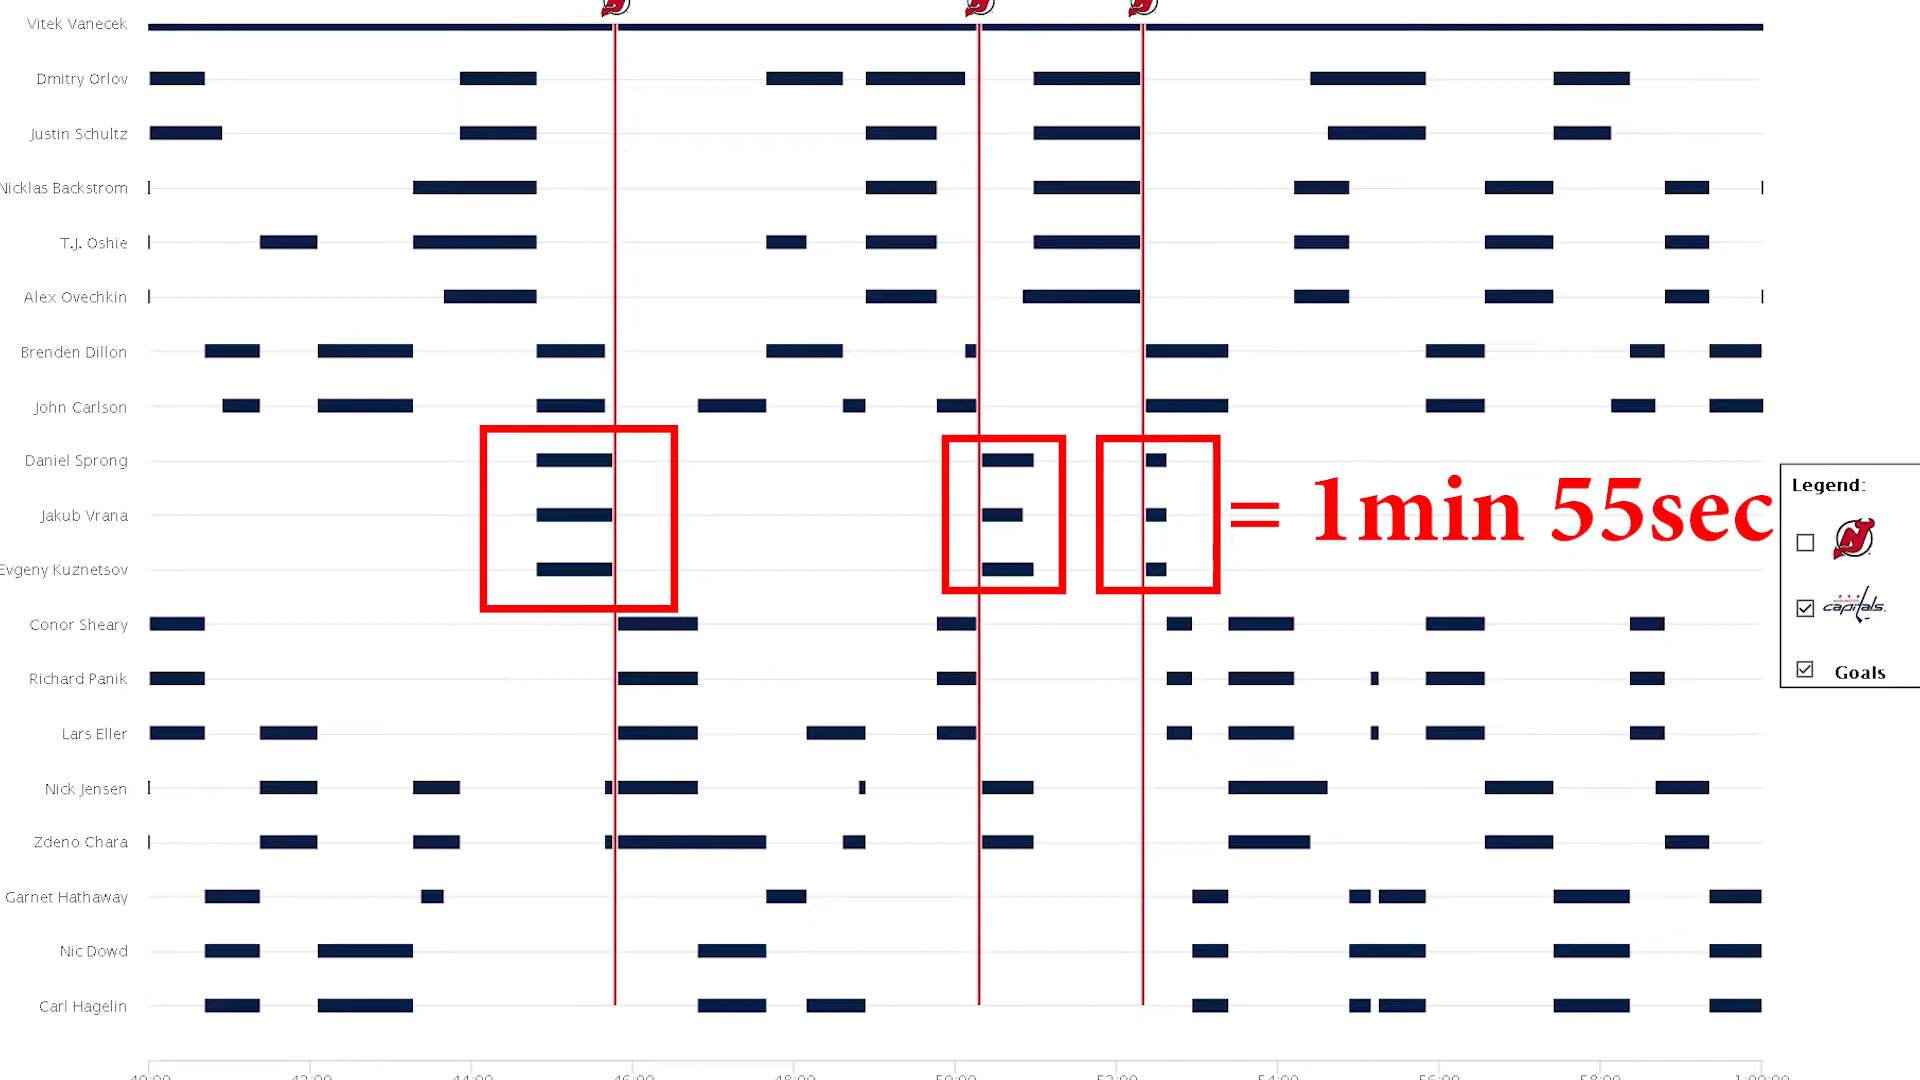 Vitek Vanecek
Dmitry Orlov
Justin Schultz
Nicklas Backstrom
T.J. Oshie
Alex Ovechkin
Brenden Dillon
John Carlson
Daniel Sprong
Jakub Vrana
Evgeny Kuznetsov
Conor Sheary
Richard Panik
Lars Eller
Nick Jensen
Zdeno Chara
Garnet Hathaway
Nic Dowd
Carl Hagelin
= 1min 55sec
Legend:
capitals
Goals